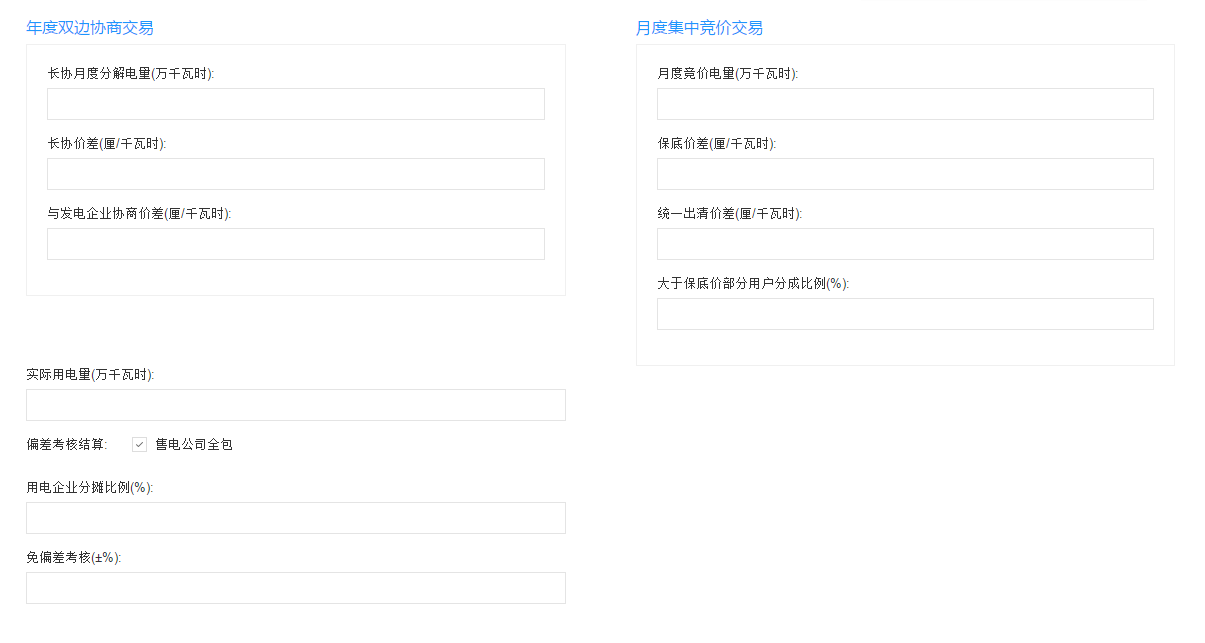 年度双边协商交易
长协月度分解电量(万千瓦时):
长协价差(厘/千瓦时):
与发电企业协商价差(厘/千瓦时):
月度集中竞价交易
月度竟价电量(万千瓦时):
保底价差(厘/千瓦时):
统一出清价差(厘/千瓦时):
大于保底价部分用户分成比例(%):
实际用电量(万千瓦时):
偏差考核结算: 售电公司全包
用电企业分摊比例(%):
免偏差考核(±%):